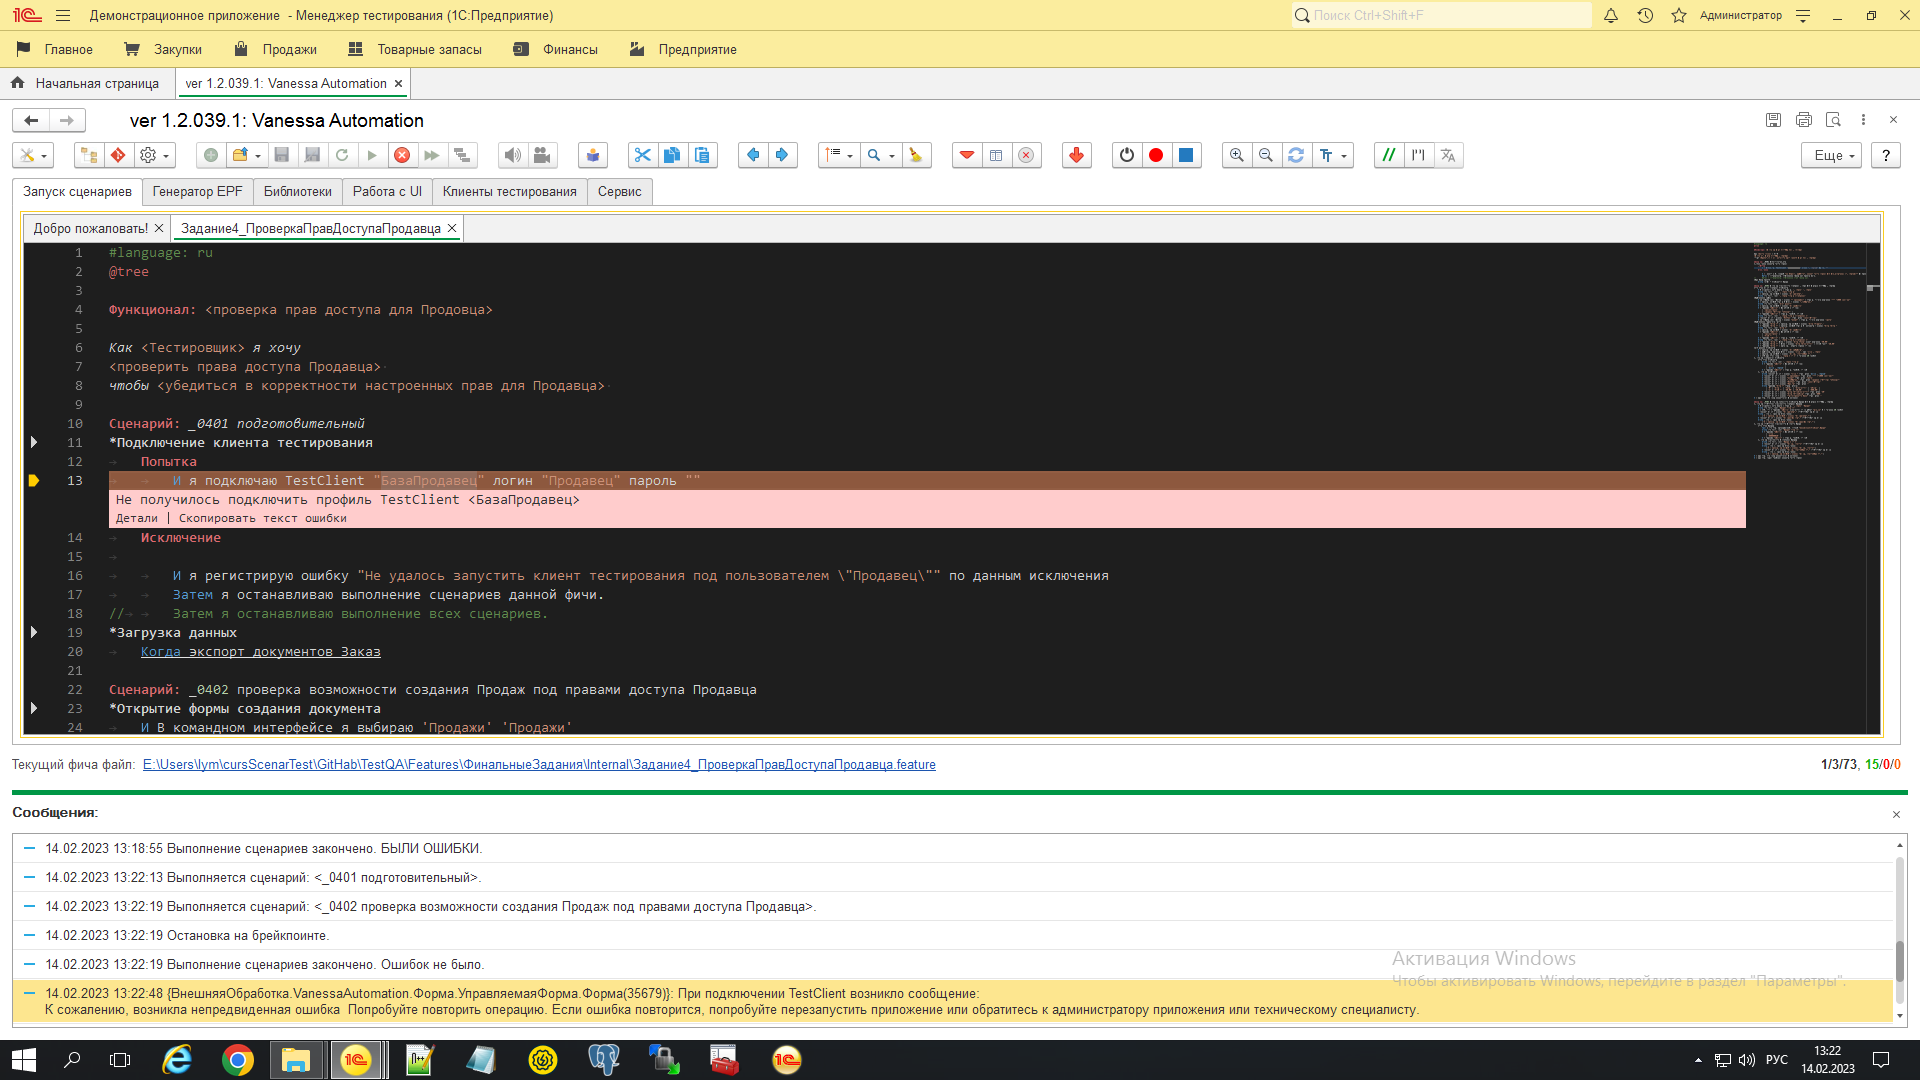 Демонстрационное приложение - Менеджер тестирования (1С:Предприятие)
Поиск Ctrl+Shift+F
Администратор
Главное
Закупки
Продажи
Товарные запасы
Финансы
Предприятие
Начальная страница
ver 1.2.039.1: Vanessa Automation
ver 1.2.039.1: Vanessa Automation
Еще
?
Запуск сценариев
Генератор EPF
Библиотеки
Работа с UI
Клиенты тестирования
Сервис
Добро пожаловать!
Задание4_ПроверкаПравДоступаПродавца
1 #language: ru
2 @tree
3
4 Функционал: <проверка прав доступа для Продовца>
5
6 Как <Тестировщик> я хочу
7 <проверить права доступа Продавца>
8 чтобы <убедиться в корректности настроенных прав для Продавца>
9
10 Сценарий: _0401 подготовительный
11 *Подключение клиента тестирования
12 Попытка
13 И я подключаю TestClient "БазаПродавец" логин "Продавец" пароль ""
Не получилось подключить профиль TestClient <БазаПродавец>
Детали | Скопировать текст ошибки
14 Исключение
15
16 И я регистрирую ошибку "Не удалось запустить клиент тестирования под пользователем \"Продавец\"" по данным исключения
17 Затем я останавливаю выполнение сценариев данной фичи.
18 // Затем я останавливаю выполнение всех сценариев.
19 *Загрузка данных
20 Когда экспорт документов Заказ
21
22 Сценарий: _0402 проверка возможности создания Продаж под правами доступа Продавца
23 *Открытие формы создания документа
24 И В командном интерфейсе я выбираю 'Продажи' 'Продажи'
Текущий фича файл: E:\Users\lym\cursScenarTest\GitHab\TestQA\Features\ФинальныеЗадания\Internal\Задание4_ПроверкаПравДоступаПродавца.feature
1/3/73, 15/0/0
Сообщения:
14.02.2023 13:18:55 Выполнение сценариев закончено. БЫЛИ ОШИБКИ.
14.02.2023 13:22:13 Выполняется сценарий: <_0401 подготовительный>.
14.02.2023 13:22:19 Выполняется сценарий: <_0402 проверка возможности создания Продаж под правами доступа Продавца>.
14.02.2023 13:22:19 Остановка на брейкпоинте.
14.02.2023 13:22:19 Выполнение сценариев закончено. Ошибок не было.
14.02.2023 13:22:48 {ВнешняяОбработка.VanessaAutomation.Форма.УправляемаяФорма.Форма(35679)}: При подключении TestClient возникло сообщение:
К сожалению, возникла непредвиденная ошибка Попробуйте повторить операцию. Если ошибка повторится, попробуйте перезапустить приложение или обратитесь к администратору приложения или техническому специалисту.
Активация Windows
Чтобы активировать Windows, перейдите в раздел "Параметры".
РУС
13:22
14.02.2023